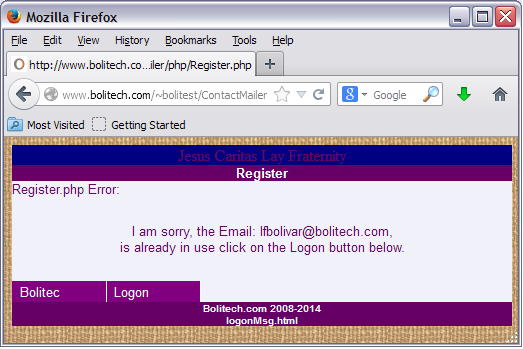 Mozilla Firefox
File Edit View History Bookmarks Tools Help
http://www.bolitech.co...iler/php/Register.php
www.bolitech.com/~bolitest/ContactMailer
Google
Most Visited Getting Started
Jesus Caritas Lay Fraternity
Register
Register.php Error:
I am sorry, the Email: lfbolivar@bolitech.com,
is already in use click on the Logon button below.
Bolitec Logon
Bolitech.com 2008-2014
logonMsg.html